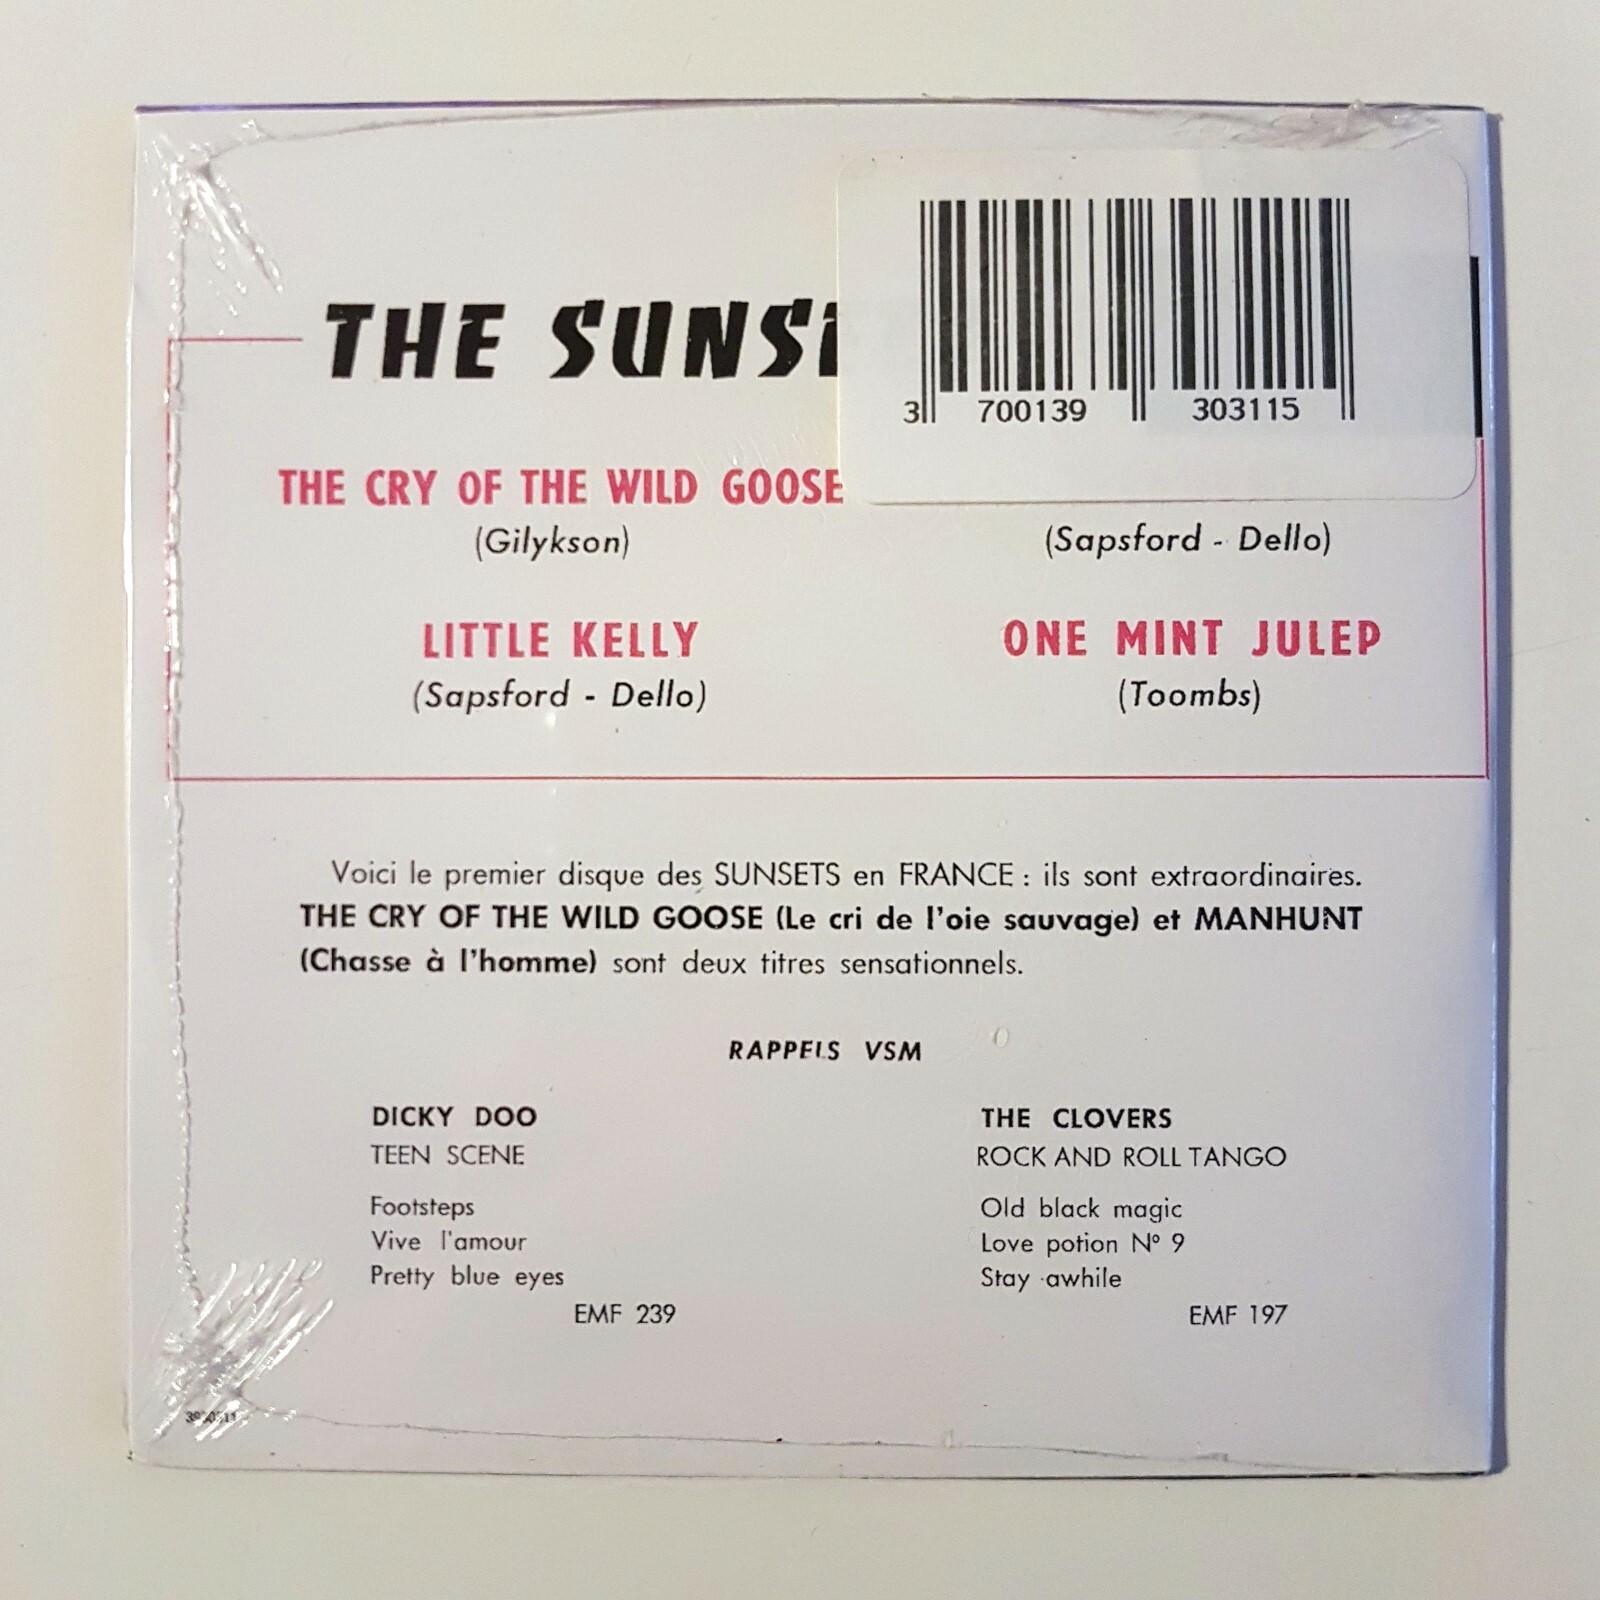 THE SUNSE
3 700139 303115
THE CRY OF THE WILD GOOSE
(Gilykson)
(Sapsford - Dello)
LITTLE KELLY
ONE MINT JULEP
(Sapsford - Dello)
(Toombs)
Voici le premier disque des SUNSETS en FRANCE : ils sont extraordinaires.
THE CRY OF THE WILD GOOSE (Le cri de l'oie sauvage) et MANHUNT
(Chasse à l'homme) sont deux titres sensationnels.
RAPPELS VSM
DICKY DOO
TEEN SCENE
Footsteps
Vive l'amour
Pretty blue eyes
EMF 239
THE CLOVERS
ROCK AND ROLL TANGO
Old black magic
Love potion Nº 9
Stay awhile
EMF 197